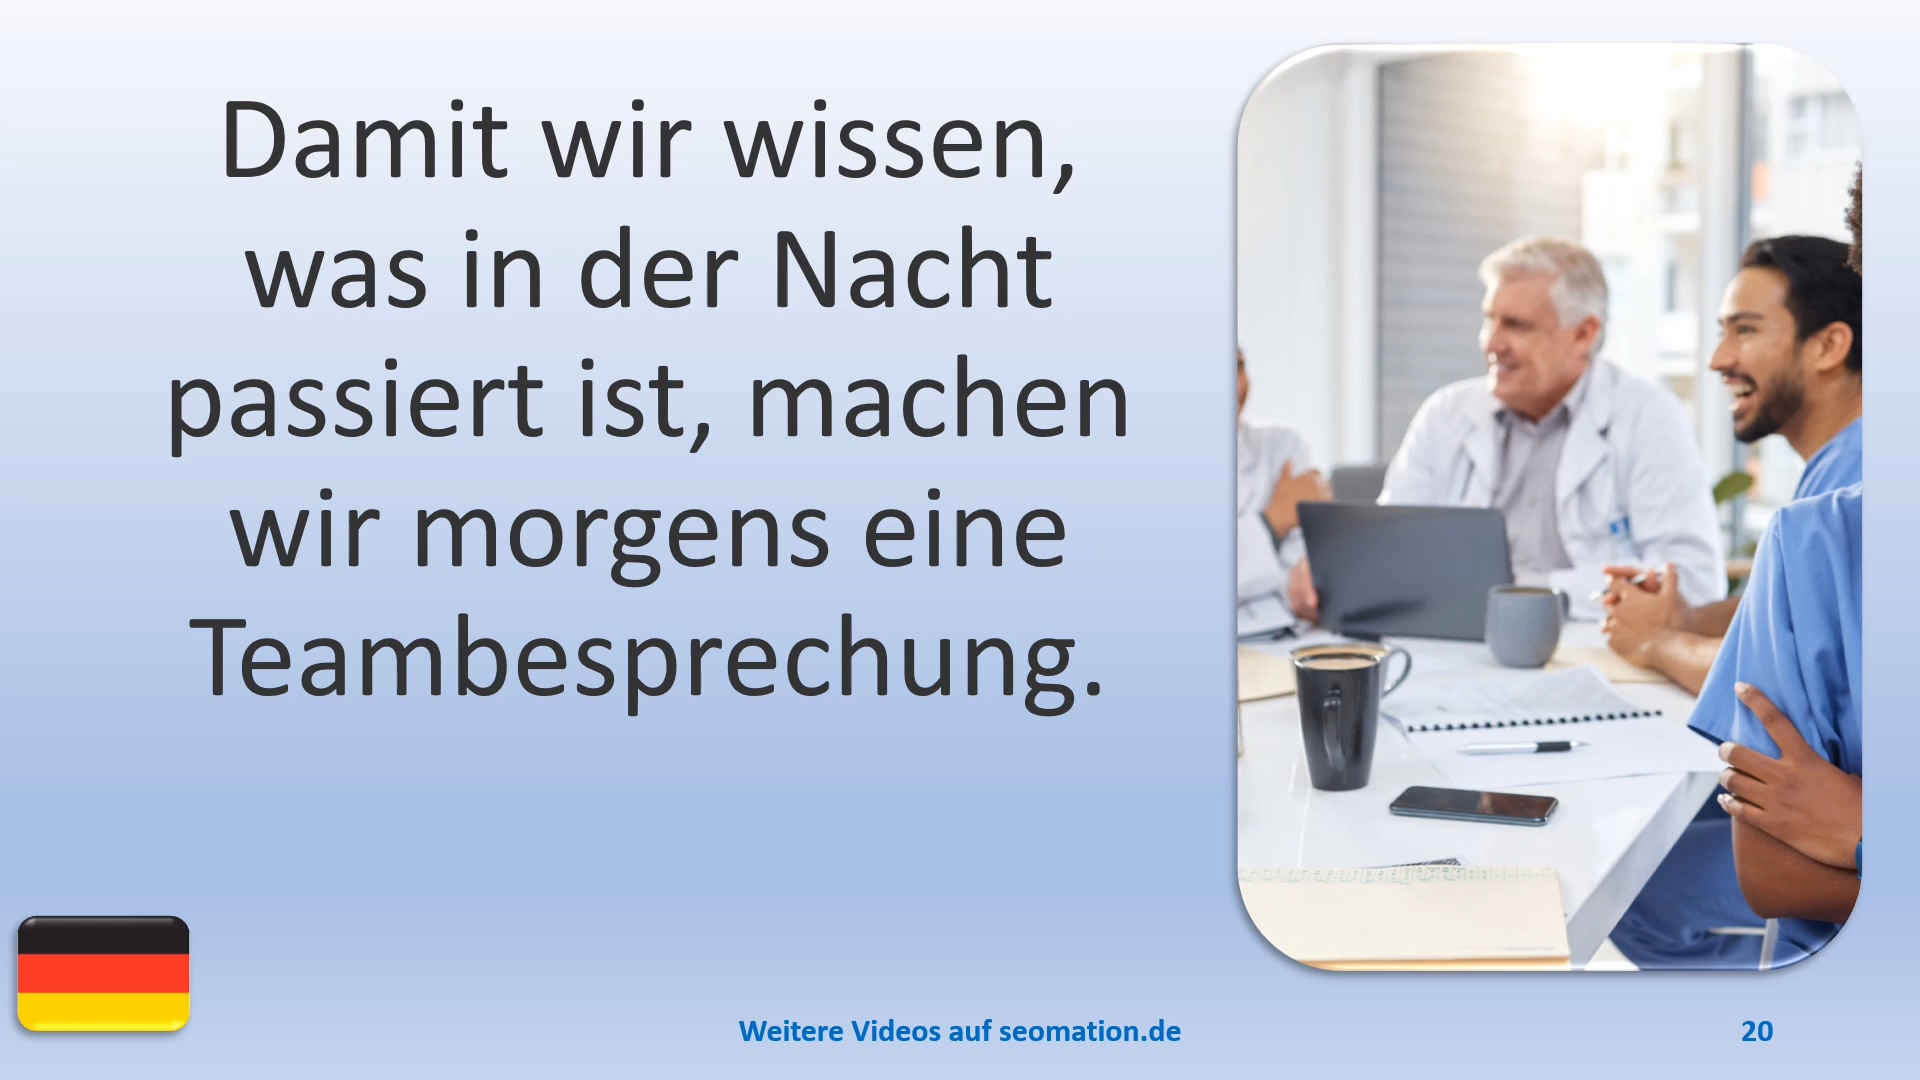 Damit wir wissen,
was in der Nacht
passiert ist, machen
wir morgens eine
Teambesprechung.
Weitere Videos auf seomation.de
20